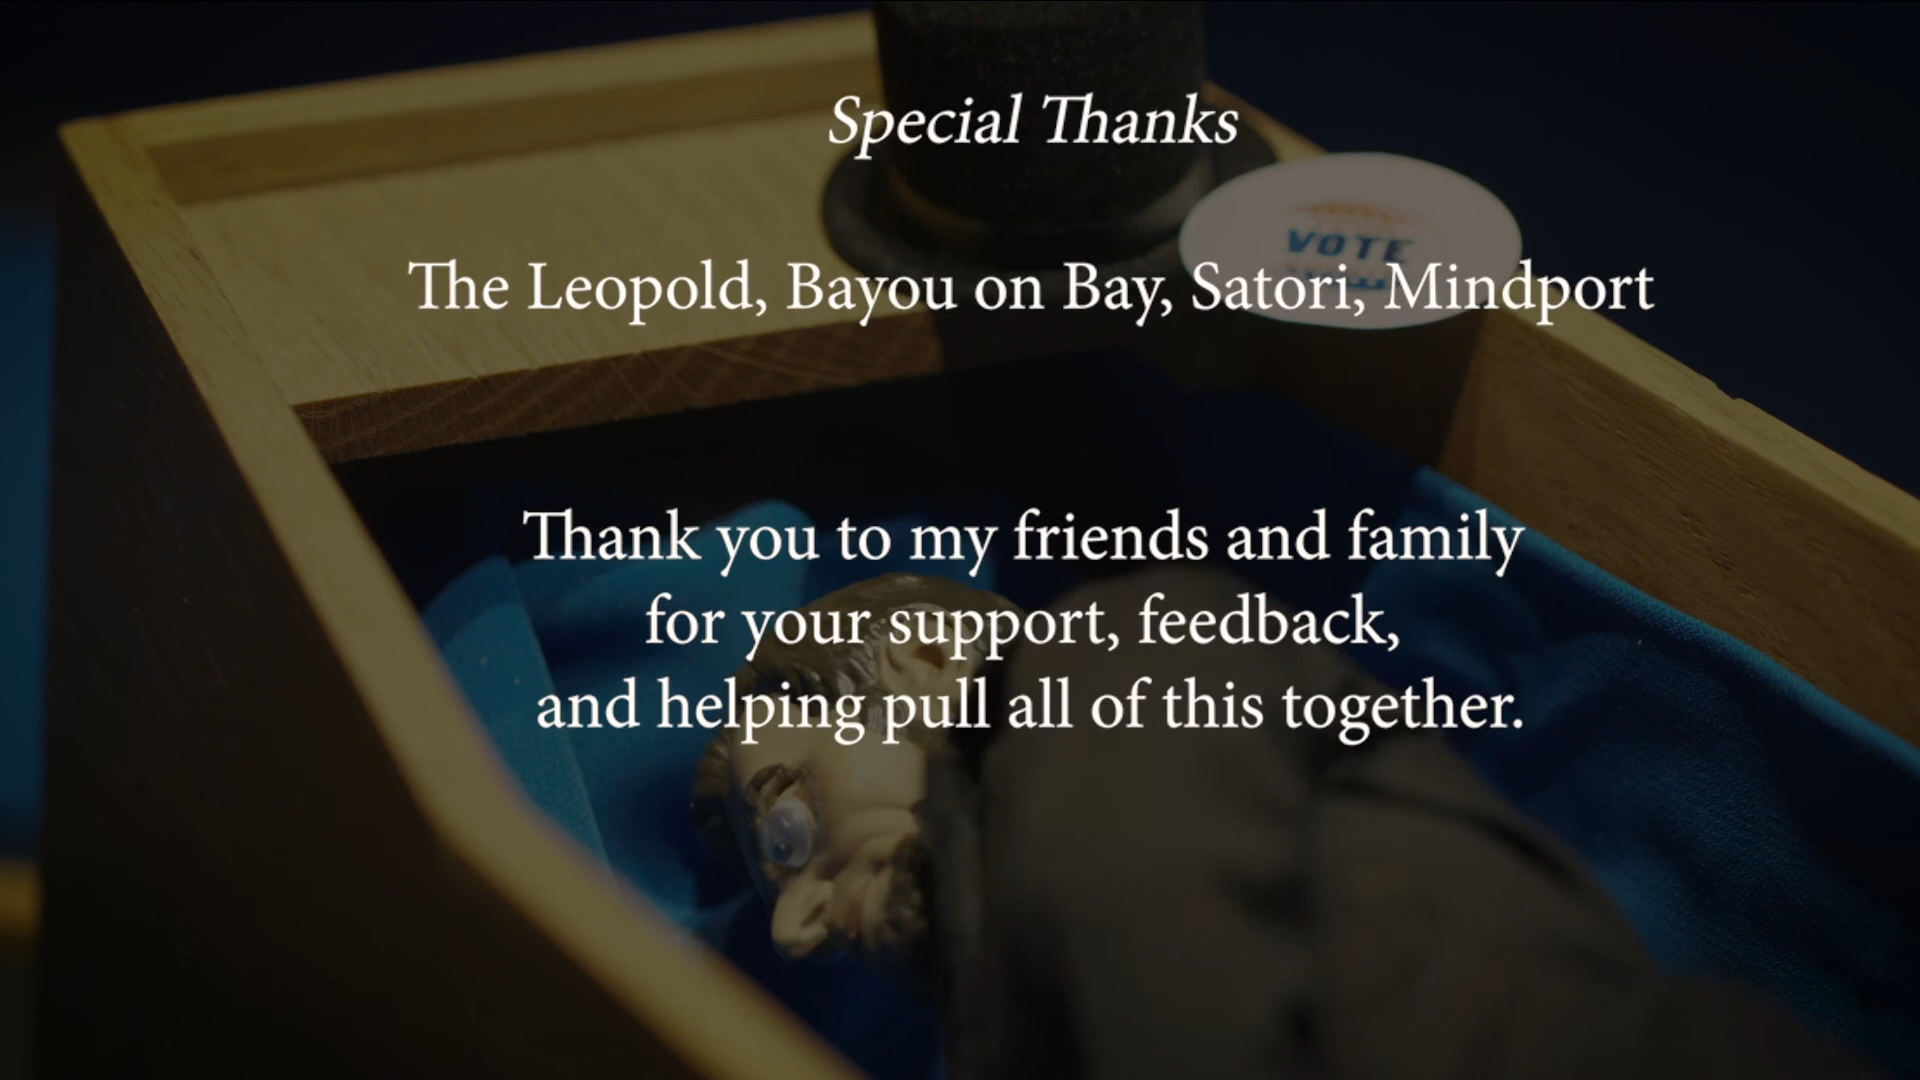 Special Thanks
VOTE
The Leopold, Bayou on Bay, Satori, Mindport
Thank you to my friends and family
for your support, feedback,
and helping pull all of this together.